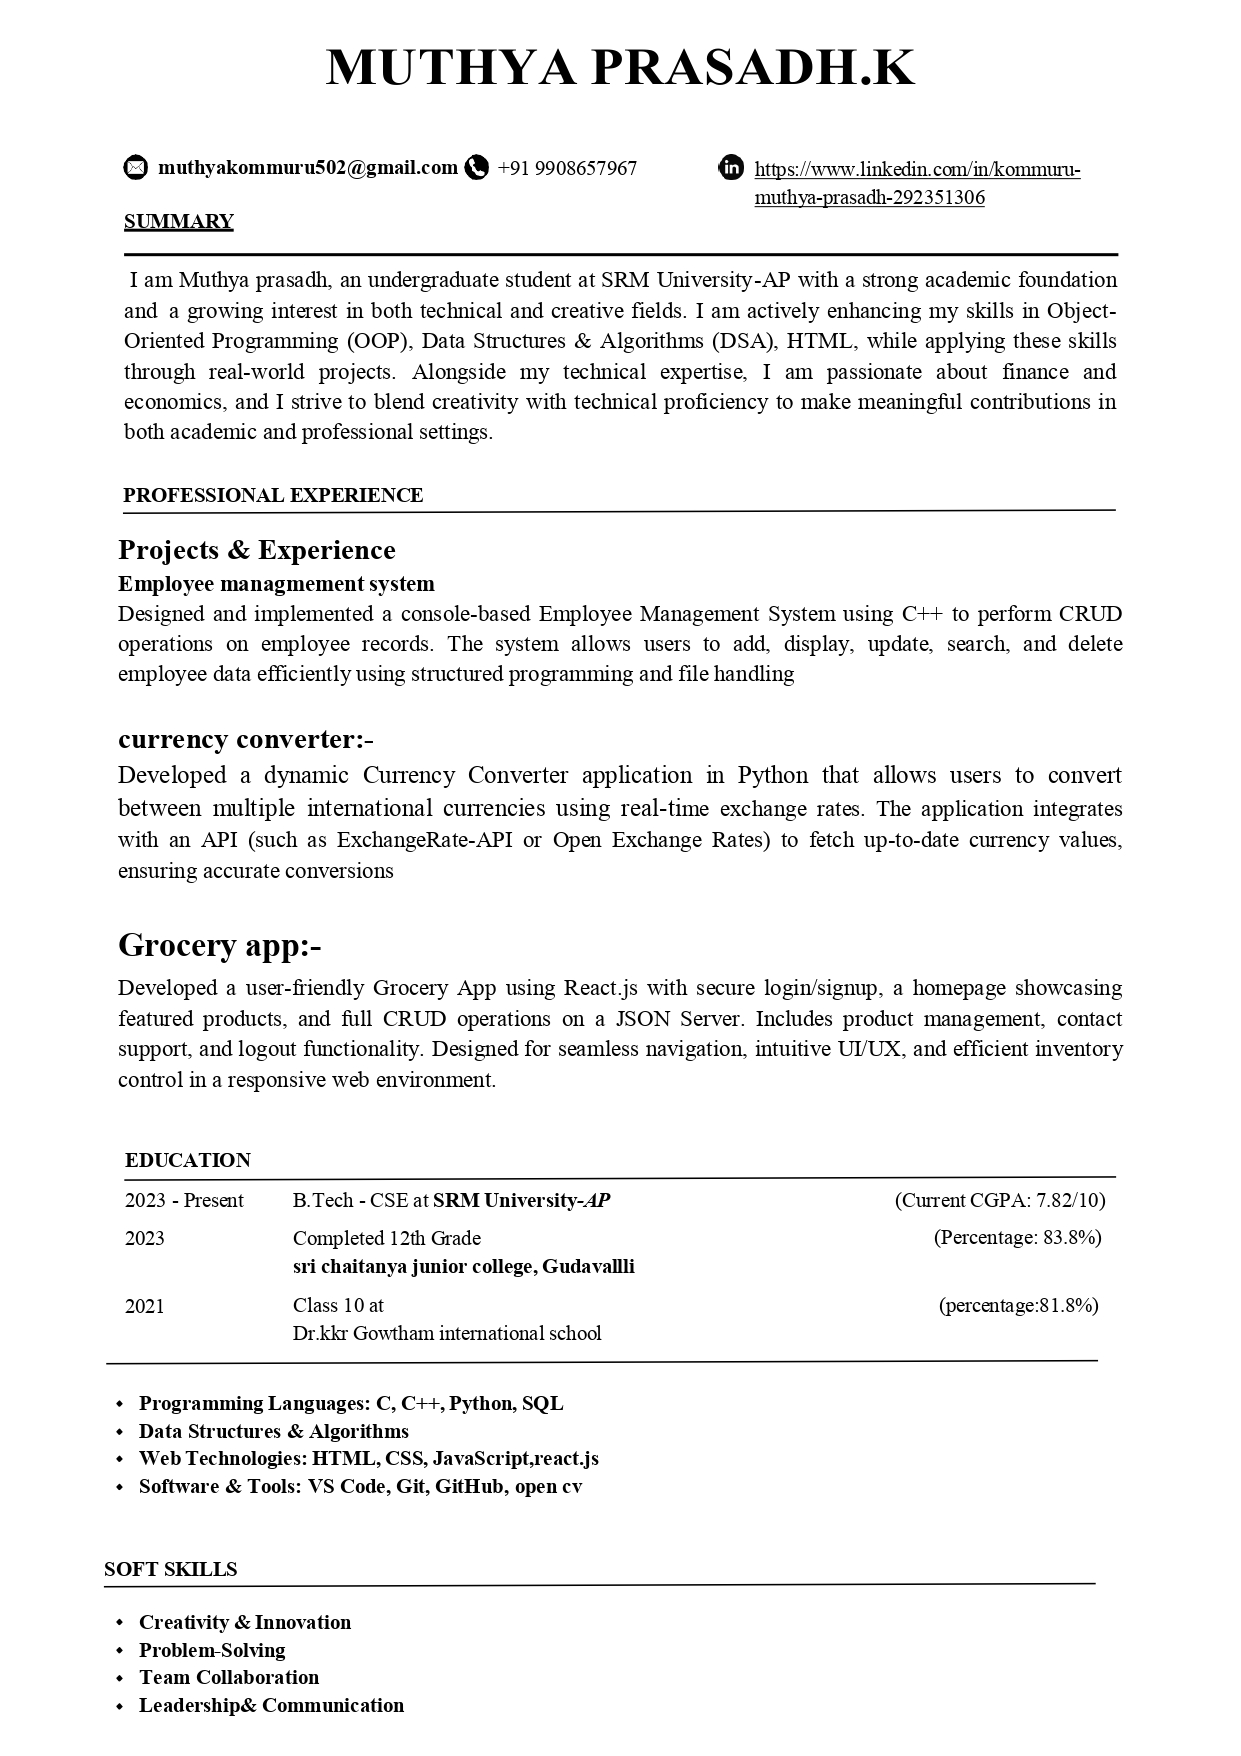 MUTHYA PRASADH.K
muthyakommuru502@gmail.com +91 9908657967 https://www.linkedin.com/in/kommuru-
muthya-prasadh-292351306
SUMMARY
I am Muthya prasadh, an undergraduate student at SRM University-AP with a strong academic foundation
and a growing interest in both technical and creative fields. I am actively enhancing my skills in Object-
Oriented Programming (OOP), Data Structures & Algorithms (DSA), HTML, while applying these skills
through real-world projects. Alongside my technical expertise, I am passionate about finance and
economics, and I strive to blend creativity with technical proficiency to make meaningful contributions in
both academic and professional settings.
PROFESSIONAL EXPERIENCE
Projects & Experience
Employee managmement system
Designed and implemented a console-based Employee Management System using C++ to perform CRUD
operations on employee records. The system allows users to add, display, update, search, and delete
employee data efficiently using structured programming and file handling
currency converter:-
Developed a dynamic Currency Converter application in Python that allows users to convert
between multiple international currencies using real-time exchange rates. The application integrates
with an API (such as ExchangeRate-API or Open Exchange Rates) to fetch up-to-date currency values,
ensuring accurate conversions
Grocery app:-
Developed a user-friendly Grocery App using React.js with secure login/signup, a homepage showcasing
featured products, and full CRUD operations on a JSON Server. Includes product management, contact
support, and logout functionality. Designed for seamless navigation, intuitive UI/UX, and efficient inventory
control in a responsive web environment.
EDUCATION
2023 - Present B.Tech - CSE at SRM University-AP (Current CGPA: 7.82/10)
2023 Completed 12th Grade (Percentage: 83.8%)
sri chaitanya junior college, Gudavallli
2021 Class 10 at (percentage:81.8%)
Dr.kkr Gowtham international school
• Programming Languages: C, C++, Python, SQL
• Data Structures & Algorithms
• Web Technologies: HTML, CSS, JavaScript,react.js
• Software & Tools: VS Code, Git, GitHub, open cv
SOFT SKILLS
• Creativity & Innovation
• Problem-Solving
• Team Collaboration
• Leadership& Communication